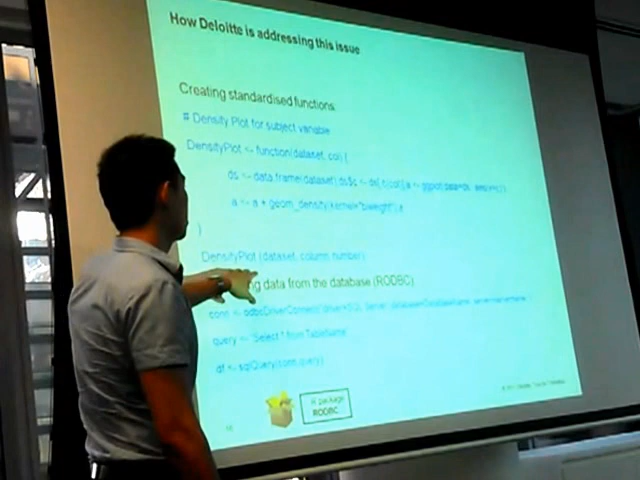 How Deloitte is addressing this issue
Creating standardised functions
# Density Plot for subject variable
DensityPlot <- function(dataset, col) {
ds <- data.frame(dataset)
a <- a + geom_density(kernel="biweight")
}
DensityPlot (dataset, column number)
data from the database (RODBC)
conn <- odbcDriverConnect(
query <- "Select * from TableName
df <- sqlQuery(conn,query)
R package
RODBC